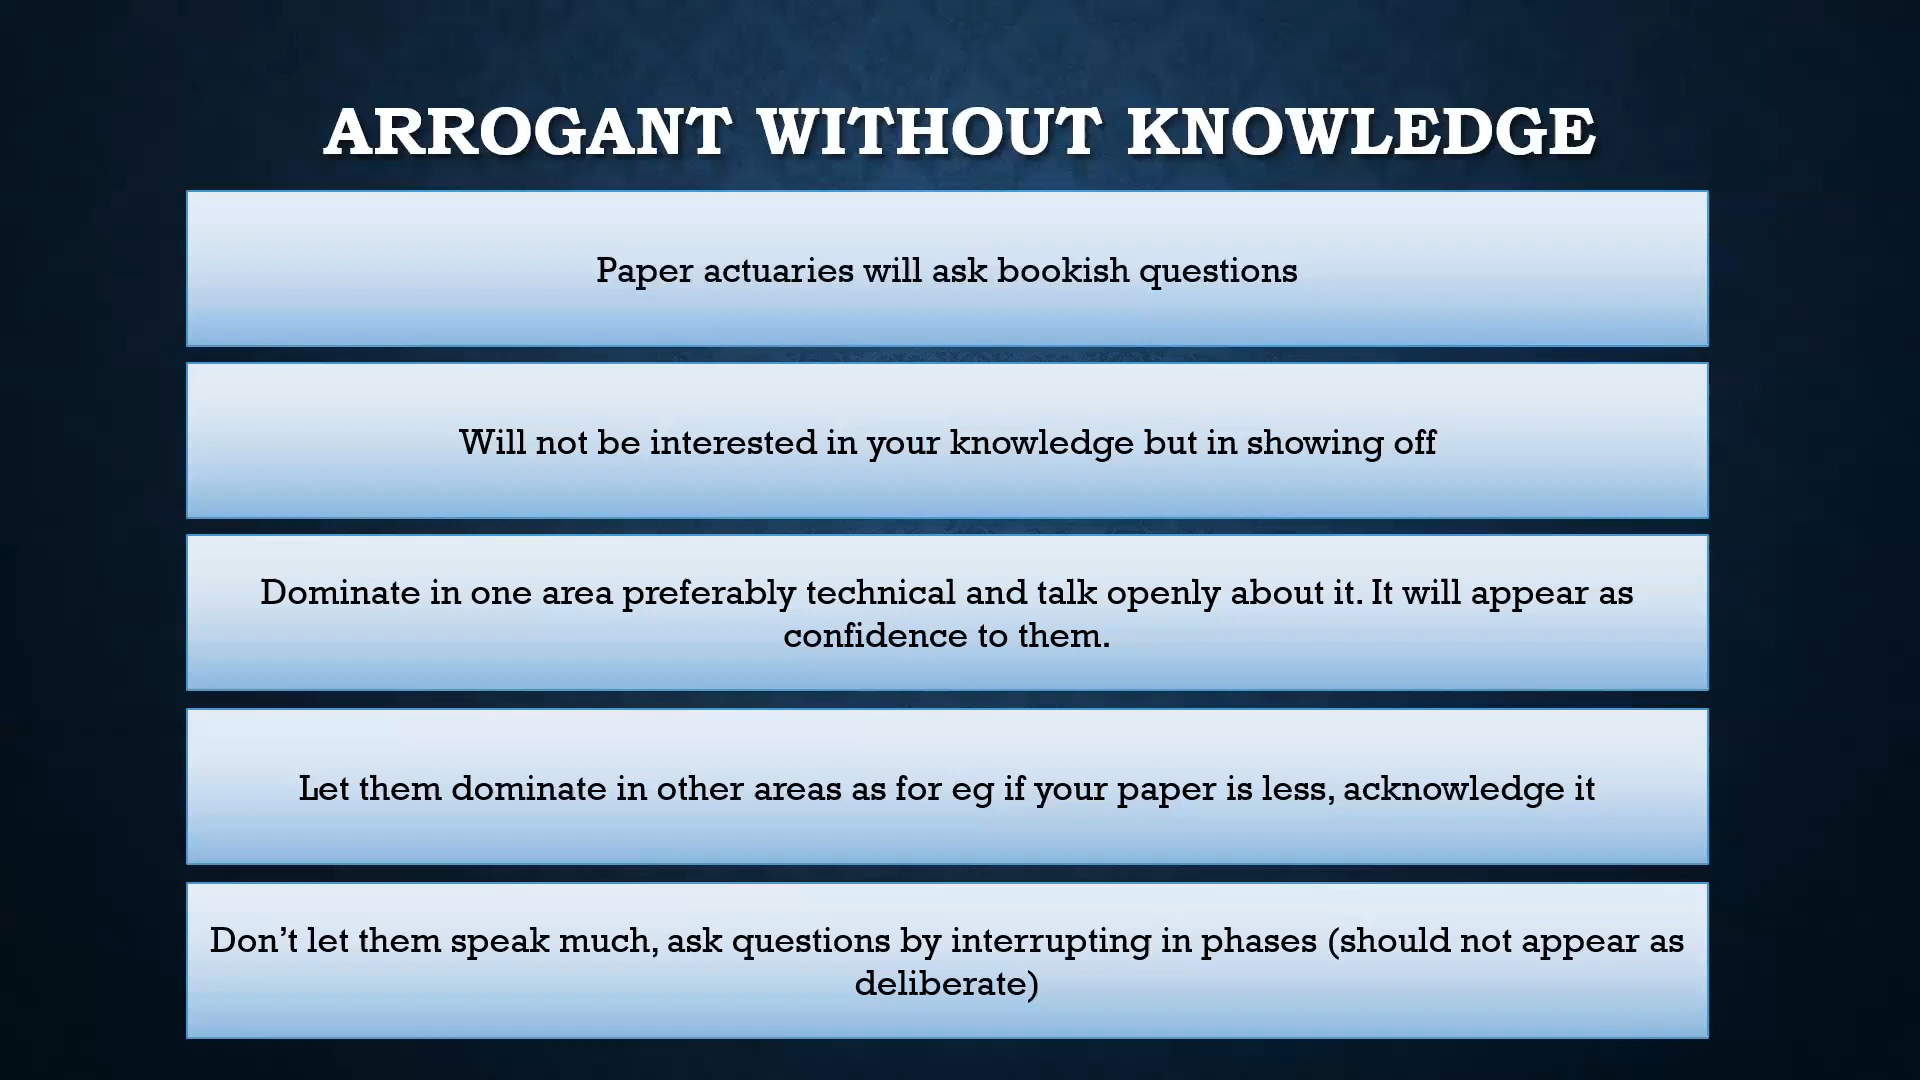 ARROGANT WITHOUT KNOWLEDGE
Paper actuaries will ask bookish questions
Will not be interested in your knowledge but in showing off
Dominate in one area preferably technical and talk openly about it. It will appear as
confidence to them.
Let them dominate in other areas as for eg if your paper is less, acknowledge it
Don’t let them speak much, ask questions by interrupting in phases (should not appear as
deliberate)